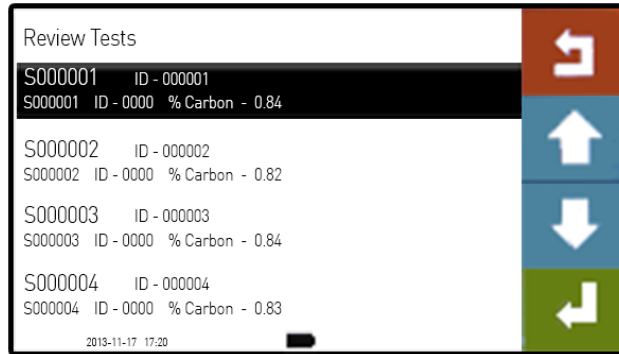 Review Tests
S000001 ID - 000001
S000001 ID - 0000 % Carbon - 0.84
S000002 ID - 000002
S000002 ID - 0000 % Carbon - 0.82
S000003 ID - 000003
S000003 ID - 0000 % Carbon - 0.84
S000004 ID - 000004
S000004 ID - 0000 % Carbon - 0.83
2013-11-17 17:20